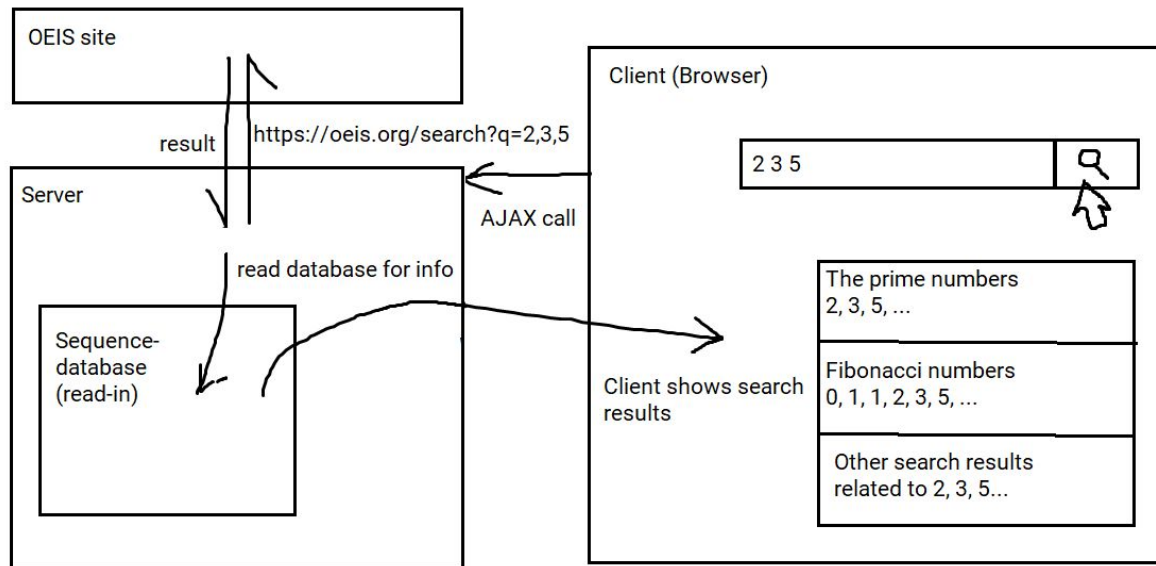 OEIS site
result
https://oeis.org/search?q=2,3,5
Server
read database for info
Sequence-
database
(read-in)
AJAX call
Client (Browser)
2 3 5
The prime numbers
2, 3, 5, ...
Fibonacci numbers
0, 1, 1, 2, 3, 5, ...
Other search results
related to 2, 3, 5...
Client shows search
results